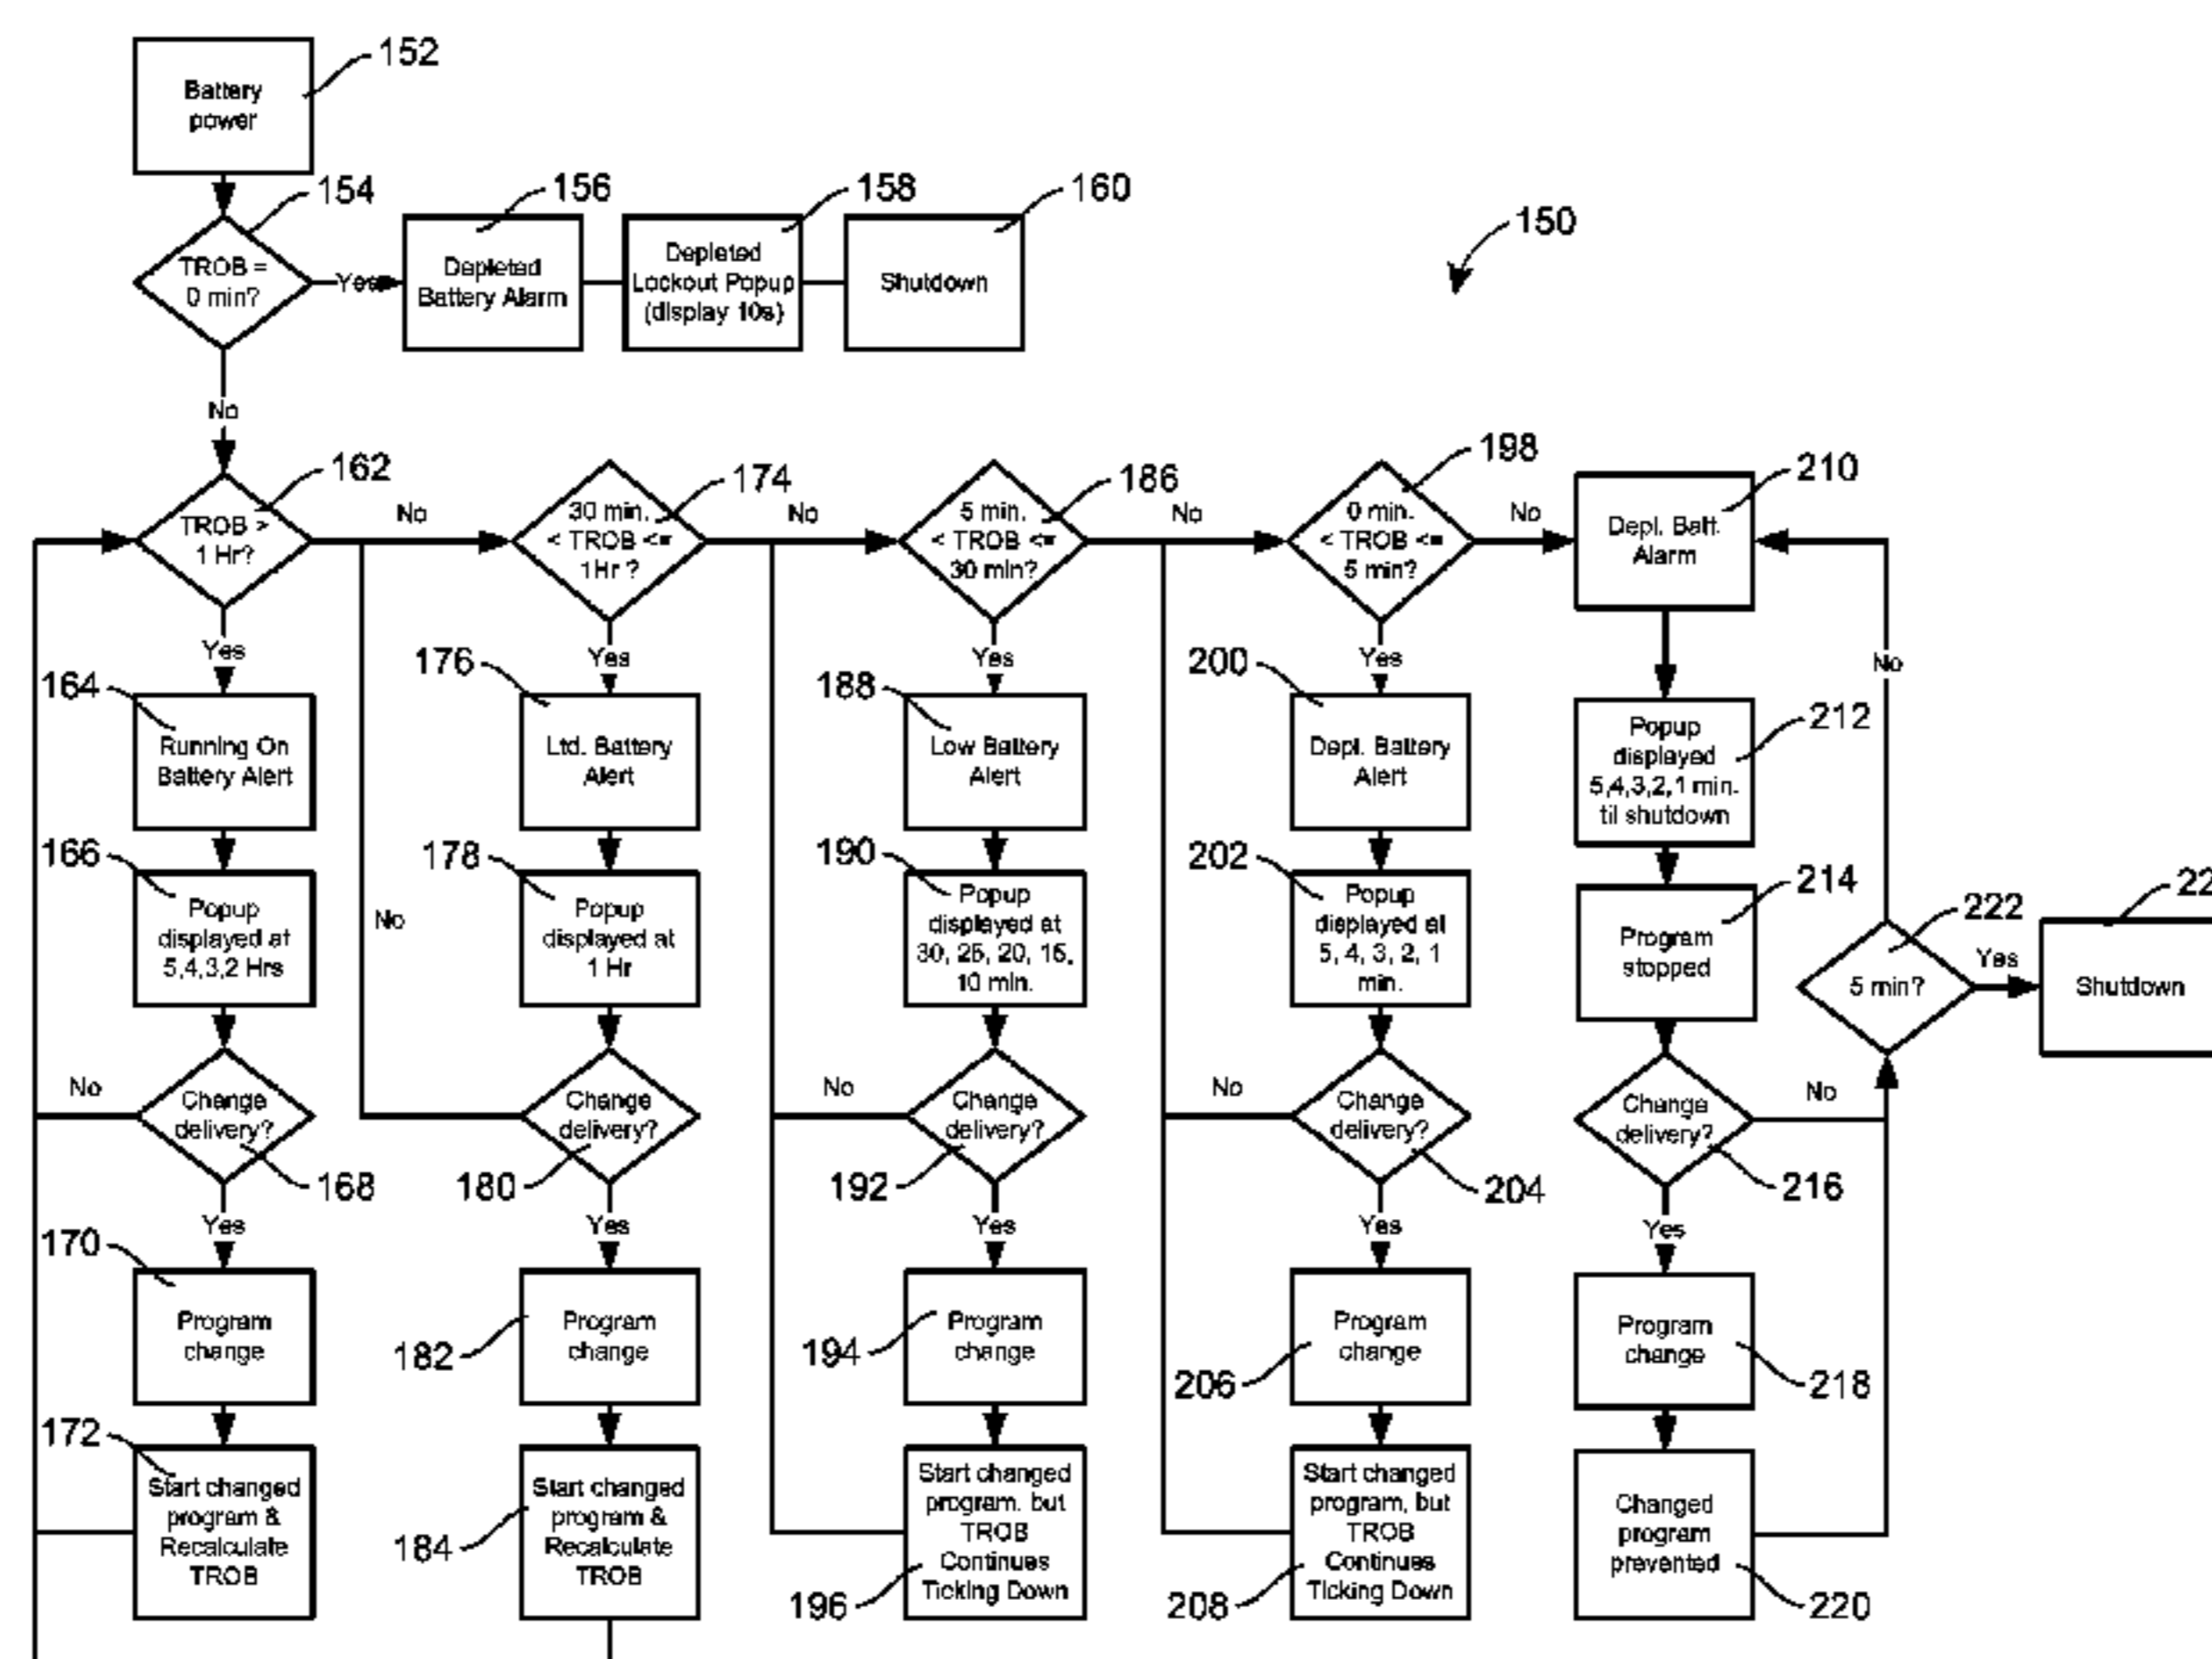 152
Battery
power
154
TROB =
0 min?
Yes
156
Depleted
Battery Alarm
158
Depleted
Lockout Popup
(display 10s)
160
Shutdown
150
No
162
TROB >
1 Hr?
No
174
30 min.
< TROB <=
1Hr ?
No
186
5 min.
< TROB <=
30 min?
No
198
0 min.
< TROB <=
5 min?
No
210
Depl. Batt.
Alarm
Yes
164
Running On
Battery Alert
166
Popup
displayed at
5,4,3,2 Hrs
168
Change
delivery?
No
Yes
170
Program
change
172
Start changed
program &
Recalculate
TROB
Yes
176
Ltd. Battery
Alert
178
Popup
displayed at
1 Hr
No
180
Change
delivery?
Yes
182
Program
change
184
Start changed
program &
Recalculate
TROB
Yes
188
Low Battery
Alert
190
Popup
displayed at
30, 25, 20, 15,
10 min.
192
Change
delivery?
No
Yes
194
Program
change
196
Start changed
program, but
TROB
Continues
Ticking Down
Yes
200
Depl. Battery
Alert
202
Popup
displayed at
5, 4, 3, 2, 1
min.
204
Change
delivery?
No
Yes
206
Program
change
208
Start changed
program, but
TROB
Continues
Ticking Down
212
Popup
displayed
5,4,3,2,1 min.
til shutdown
214
Program
stopped
216
Change
delivery?
No
Yes
218
Program
change
220
Changed
program
prevented
222
5 min?
No
Yes
22
Shutdown